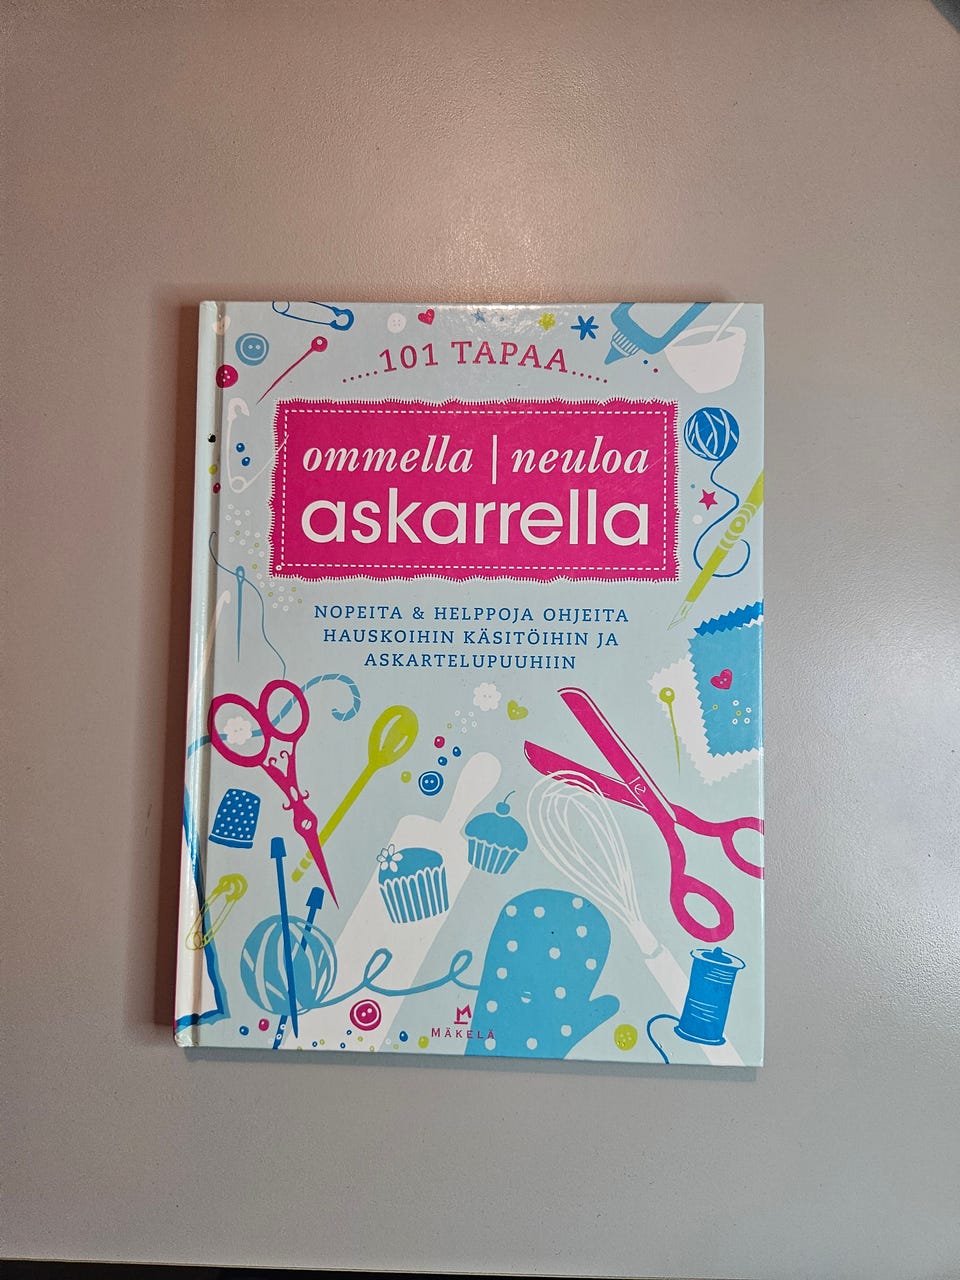 101 TAPAA
ommella | neuloa
askarrella
NOPEITA & HELPPOJA OHJEITA
HAUSKOIHIN KÄSITÖIHIN JA
ASKARTELUPUUHIIN
MÄKELÄ